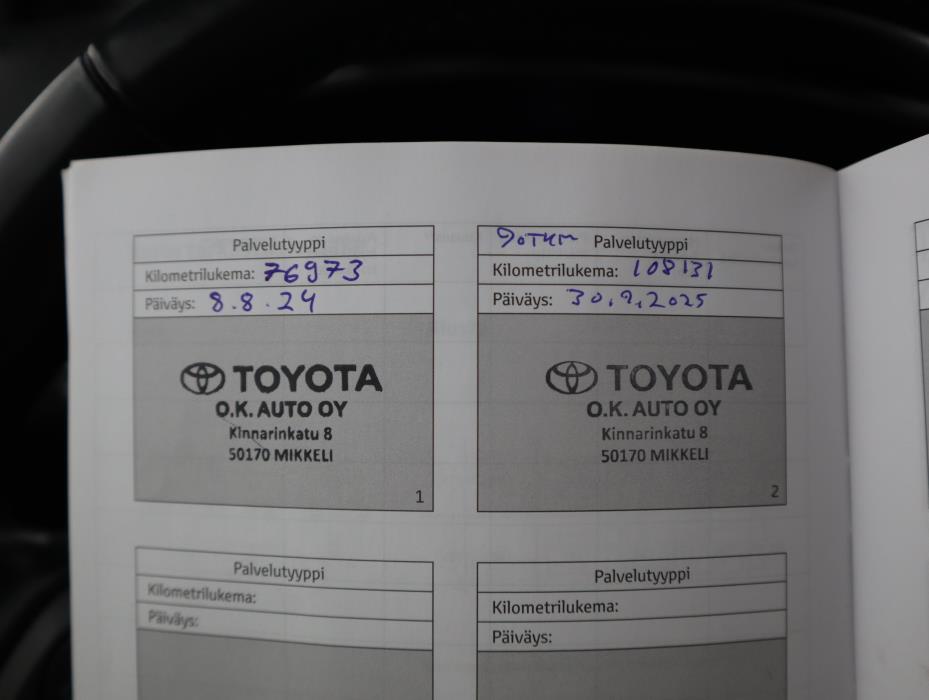 Palvelutyyppi
Kilometrilukema: 76973
Päiväys: 8.8.24
TOYOTA
O.K. AUTO OY
Kinnarinkatu 8
50170 MIKKELI
1
90TKM Palvelutyyppi
Kilometrilukema: 108131
Päiväys: 30.9.2025
TOYOTA
O.K. AUTO OY
Kinnarinkatu 8
50170 MIKKELI
2
Palvelutyyppi
Kilometrilukema:
Päiväys:
Palvelutyyppi
Kilometrilukema:
Päiväys: